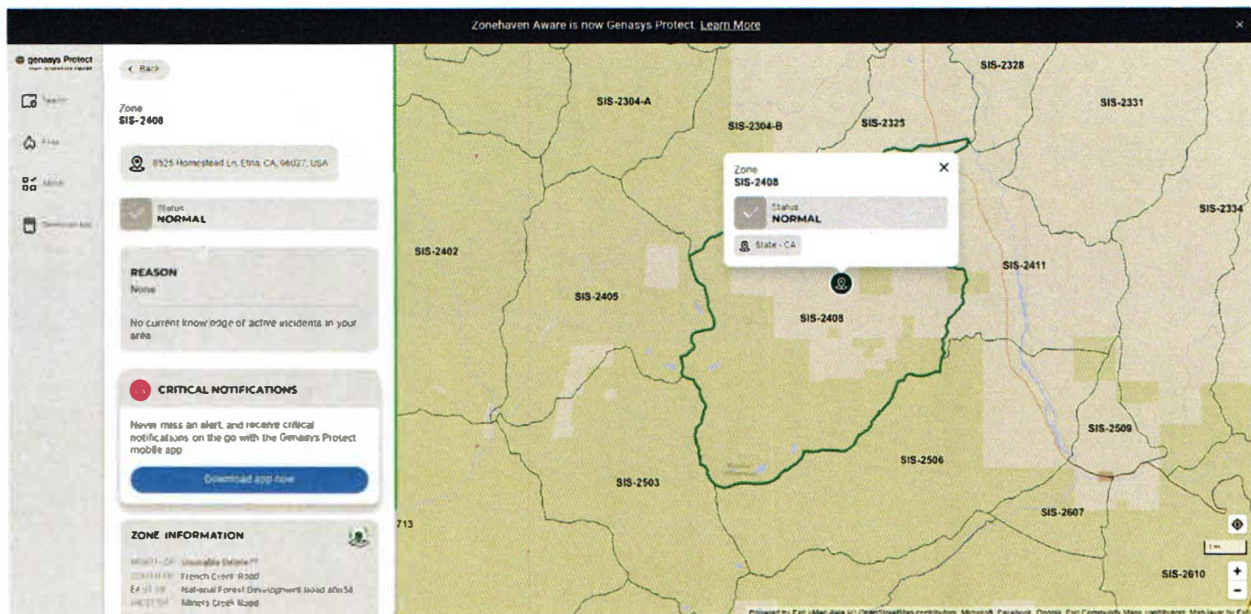 Zonehaven Aware is now Genasys Protect. Learn More
genasys Protect
Back
Zone
SIS-2408
8525 Homestead Ln, Etna, CA, 96027, USA
Status
NORMAL
REASON
None
No current knowledge of active incidents in your
area
CRITICAL NOTIFICATIONS
Never miss an alert, and receive critical
notifications on the go with the Genasys Protect
mobile app
Download app now
ZONE INFORMATION
French Creek Road
National Forest Development Road
Miners Creek Road
SIS-2328
SIS-2304-A
SIS-2331
SIS-2304-B
SIS-2325
Zone
SIS-2408
Status
NORMAL
State - CA
SIS-2334
SIS-2402
SIS-2411
SIS-2405
SIS-2408
SIS-2509
SIS-2506
SIS-2503
SIS-2607
713
SIS-2610